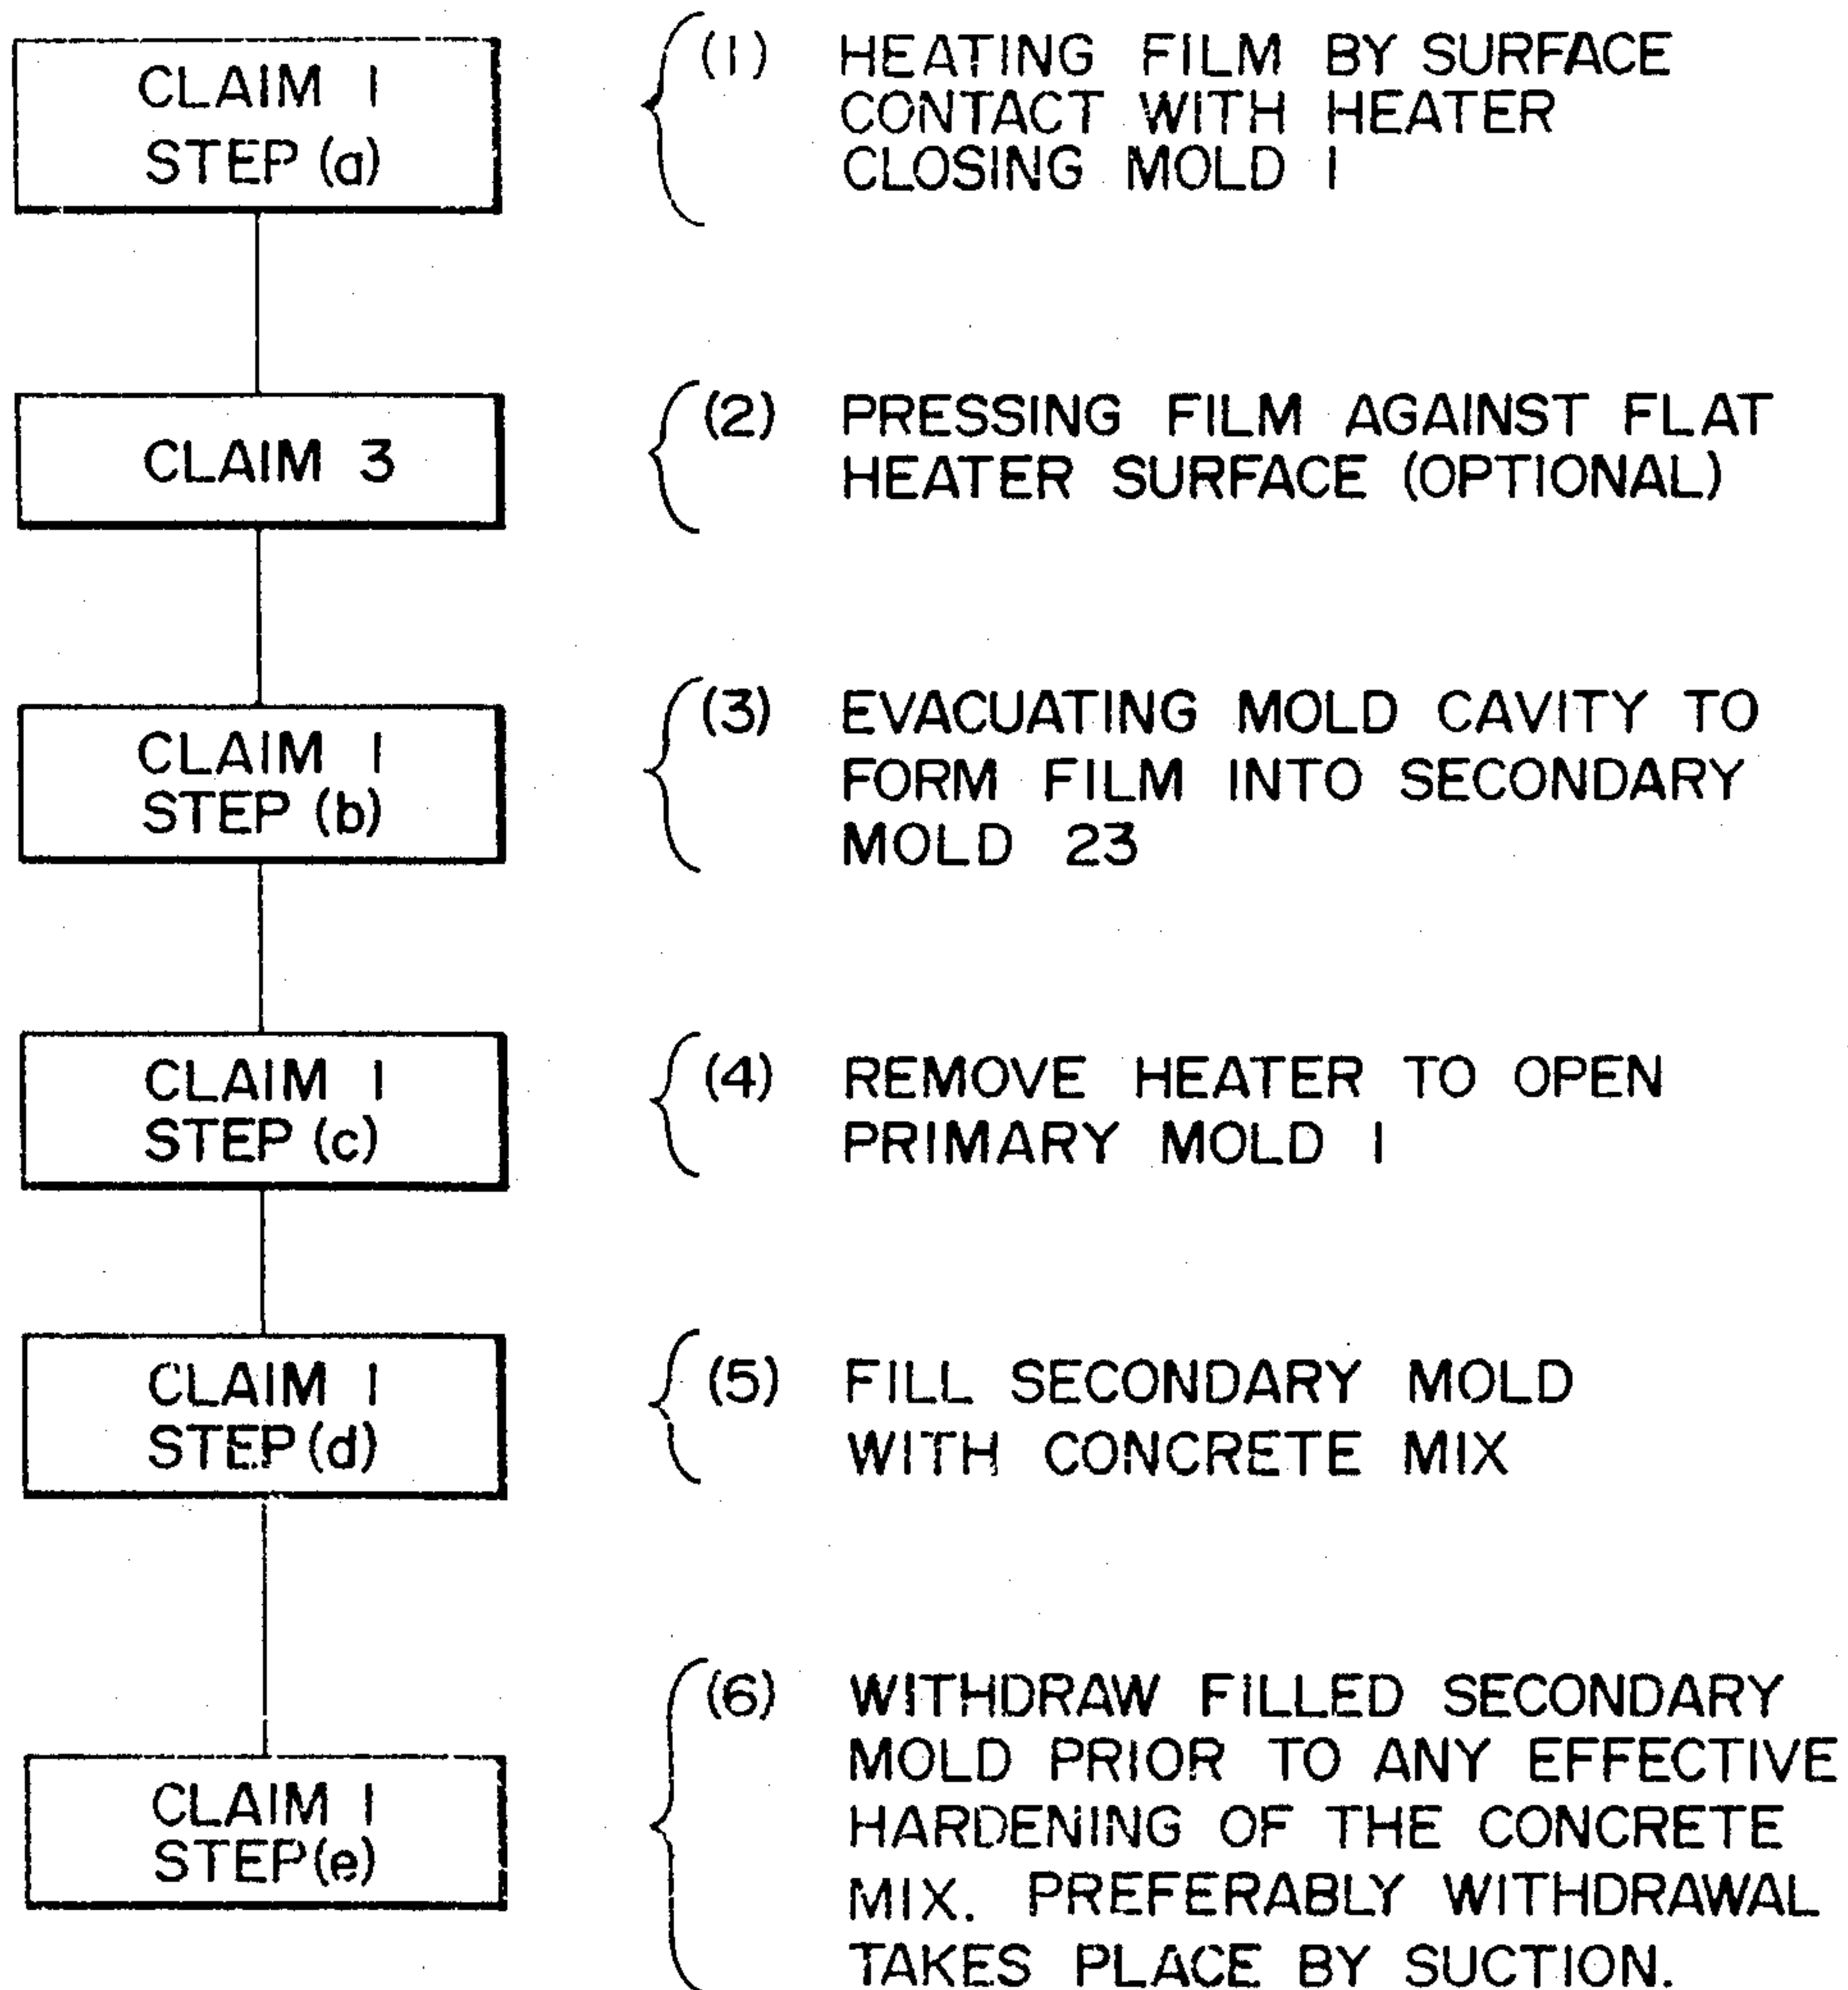 CLAIM 1
STEP (a)
(1) HEATING FILM BY SURFACE
CONTACT WITH HEATER
CLOSING MOLD 1
CLAIM 3
(2) PRESSING FILM AGAINST FLAT
HEATER SURFACE (OPTIONAL)
CLAIM 1
STEP (b)
(3) EVACUATING MOLD CAVITY TO
FORM FILM INTO SECONDARY
MOLD 23
CLAIM 1
STEP (c)
(4) REMOVE HEATER TO OPEN
PRIMARY MOLD 1
CLAIM 1
STEP (d)
(5) FILL SECONDARY MOLD
WITH CONCRETE MIX
CLAIM 1
STEP (e)
(6) WITHDRAW FILLED SECONDARY
MOLD PRIOR TO ANY EFFECTIVE
HARDENING OF THE CONCRETE
MIX. PREFERABLY WITHDRAWAL
TAKES PLACE BY SUCTION.